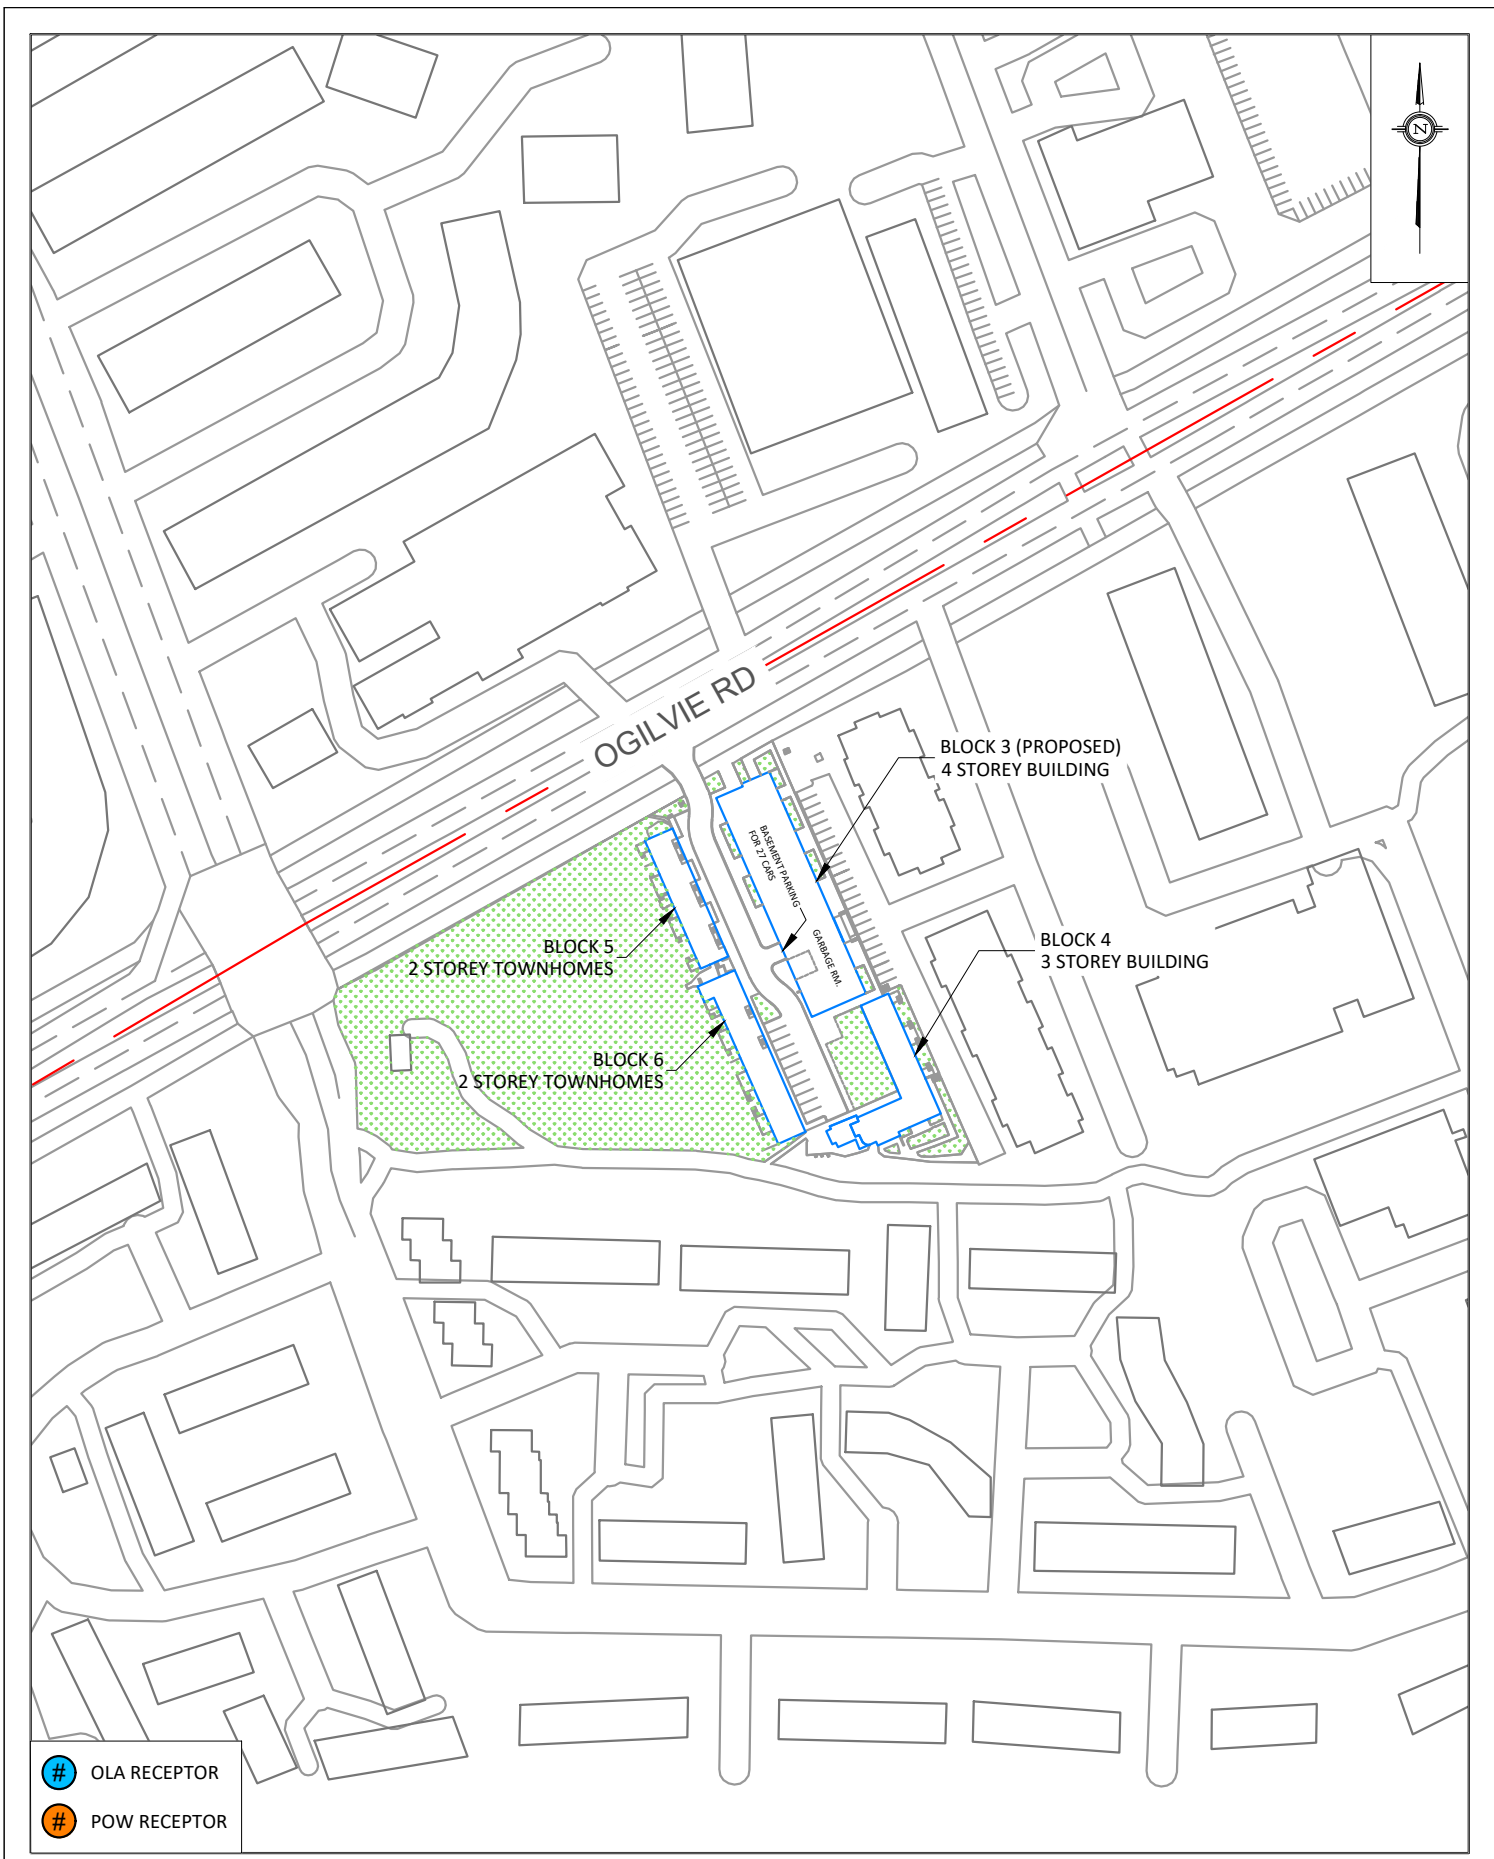 N
OGILVIE RD
BLOCK 3 (PROPOSED)
4 STOREY BUILDING
BASEMENT PARKING
FOR 27 CARS
GARBAGE RM.
BLOCK 4
3 STOREY BUILDING
BLOCK 5
2 STOREY TOWNHOMES
BLOCK 6
2 STOREY TOWNHOMES
# OLA RECEPTOR
# POW RECEPTOR